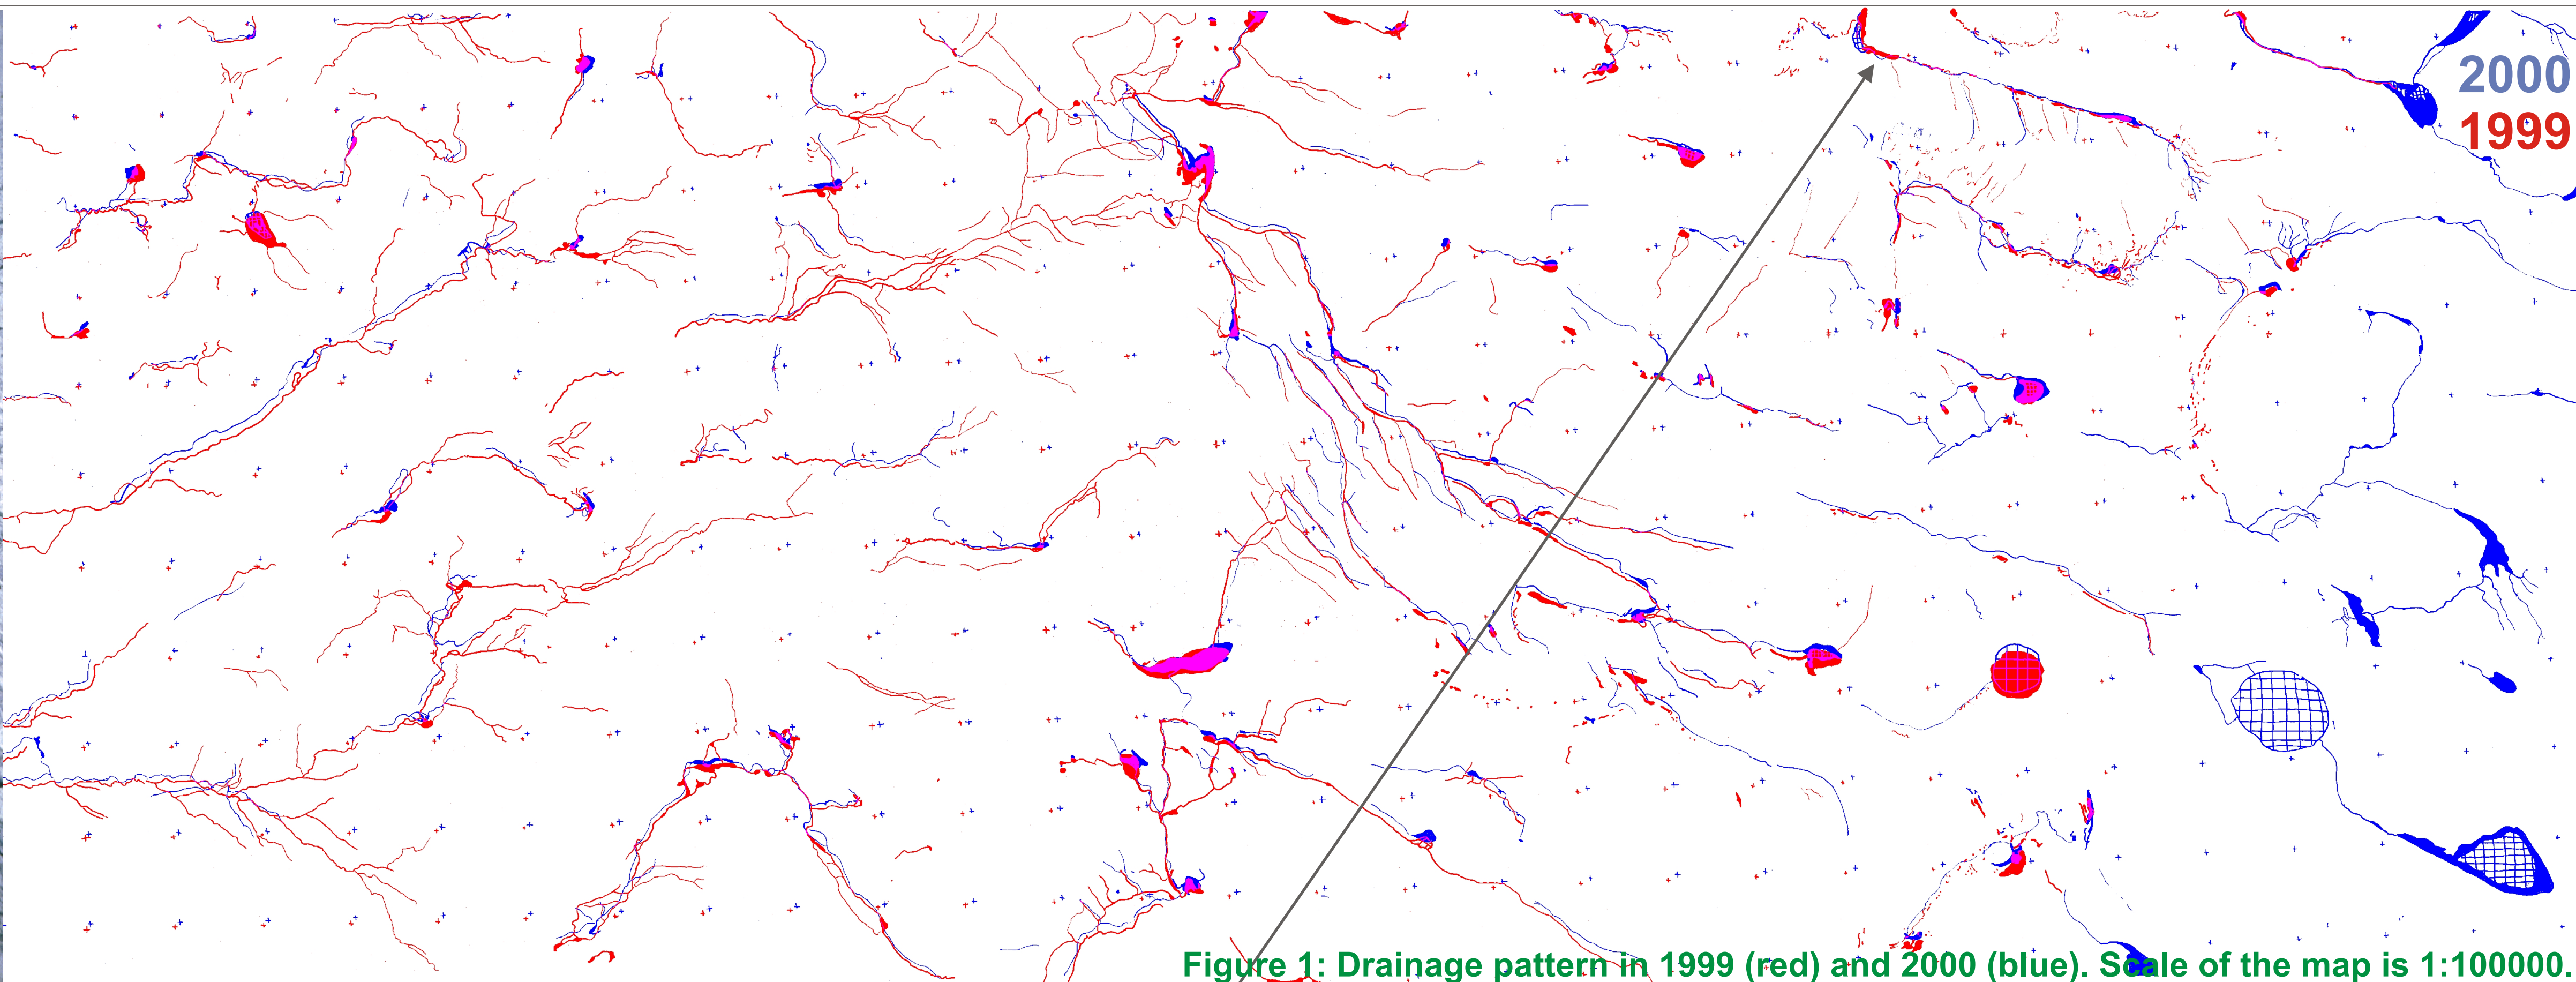 2000
1999
Figure 1: Drainage pattern in 1999 (red) and 2000 (blue). Scale of the map is 1:100000.